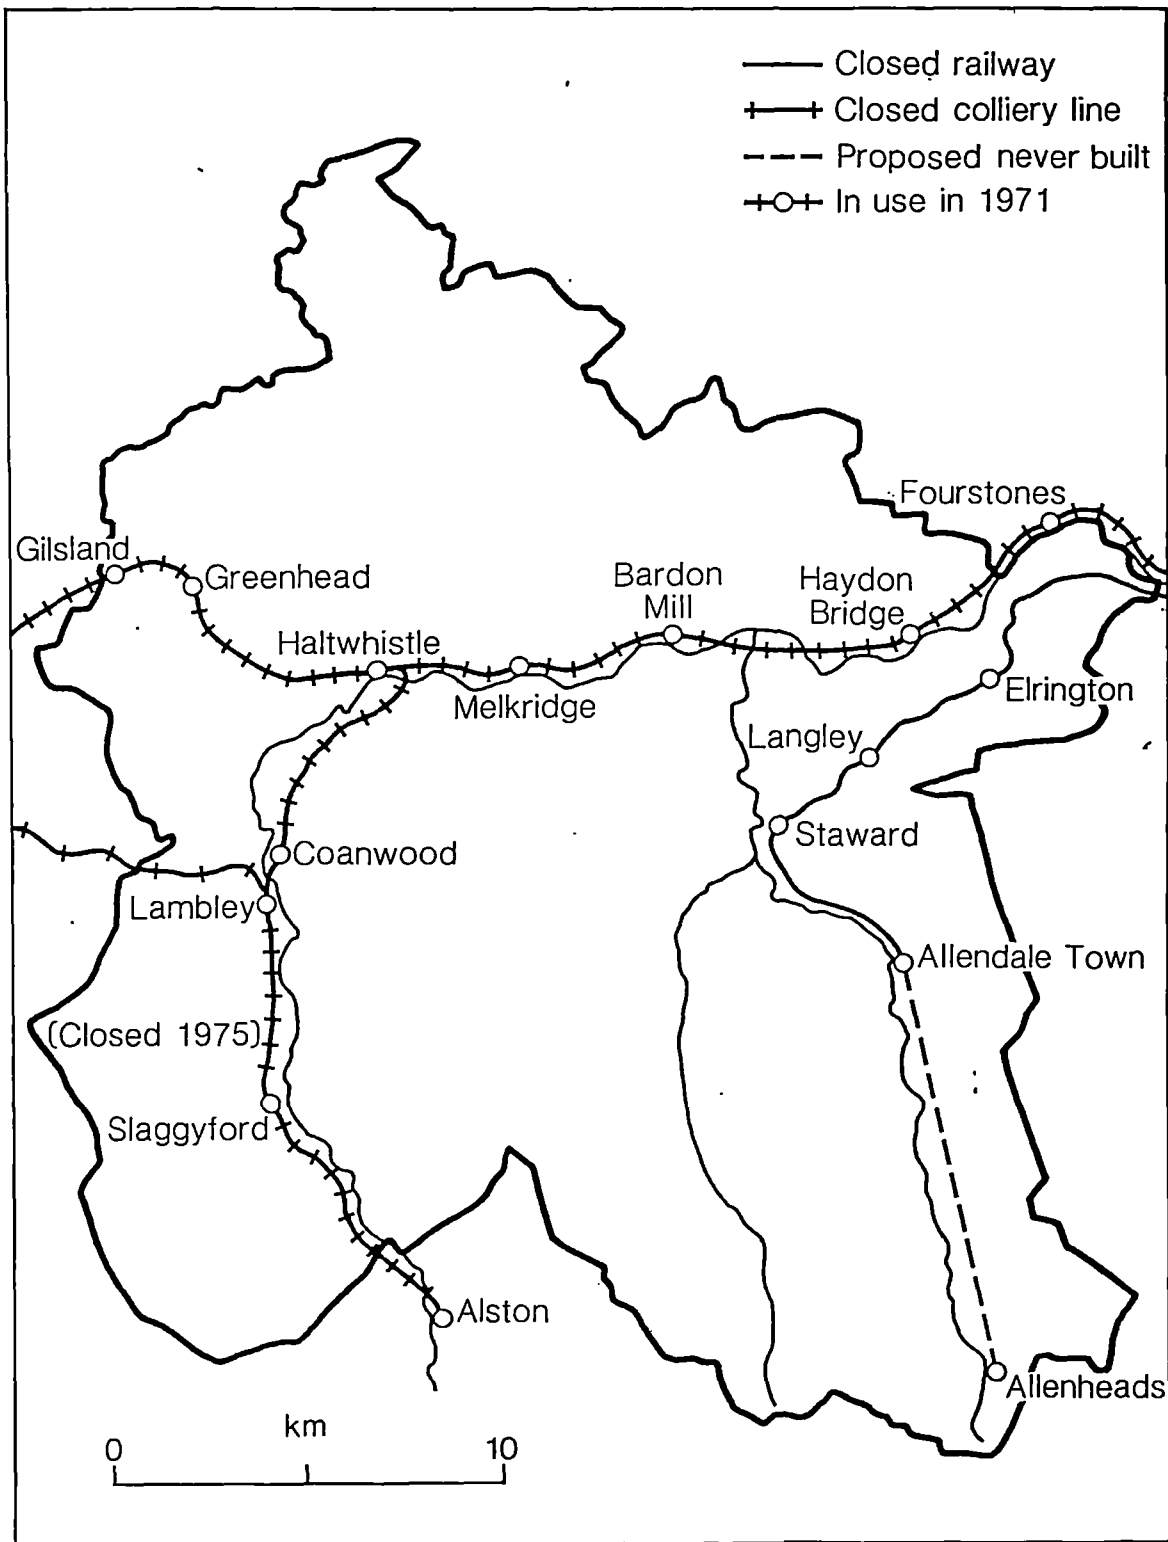 Closed railway
Closed colliery line
Proposed never built
In use in 1971
Fourstones
Gilsland
Greenhead
Bardon
Mill
Haydon
Bridge
Haltwhistle
Melkridge
Elrington
Langley
Staward
Coanwood
Lambley
Allendale Town
(Closed 1975)
Slaggyford
Alston
Allenheads
km
0 10